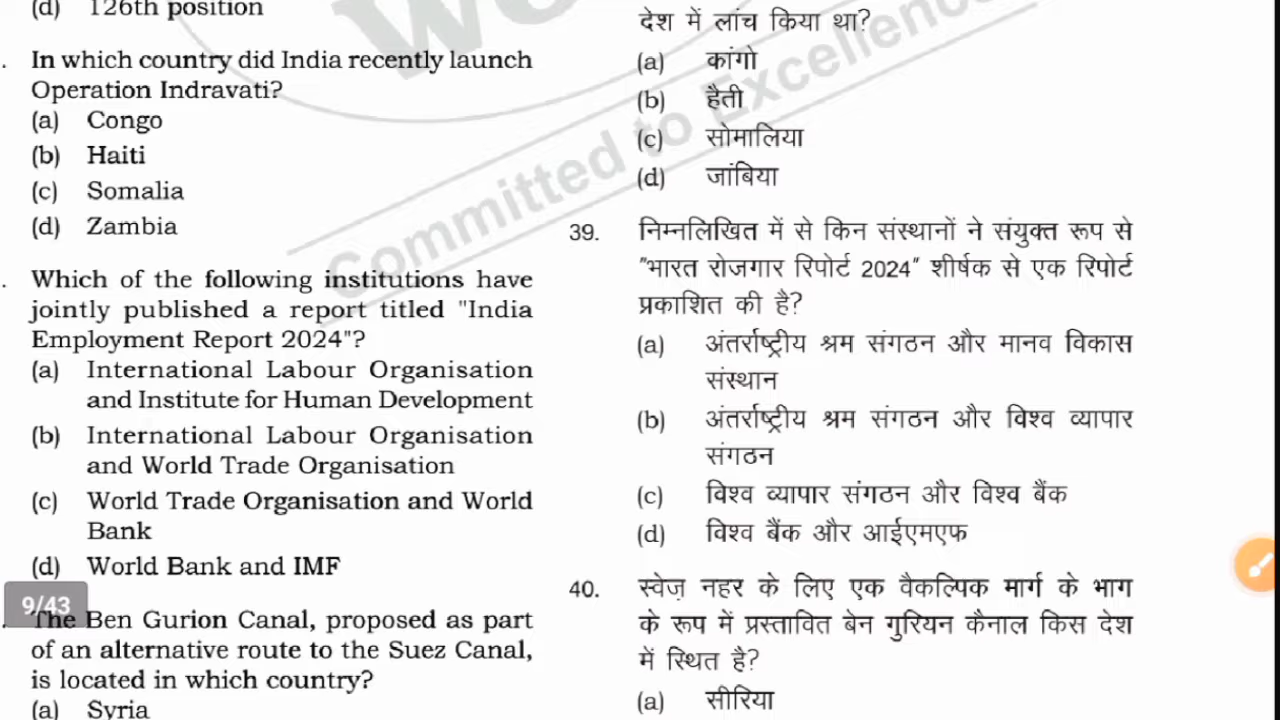 (d) 126th position
. In which country did India recently launch
Operation Indravati?
(a) Congo
(b) Haiti
(c) Somalia
(d) Zambia
. Which of the following institutions have
jointly published a report titled "India
Employment Report 2024"?
(a) International Labour Organisation
and Institute for Human Development
(b) International Labour Organisation
and World Trade Organisation
(c) World Trade Organisation and World
Bank
(d) World Bank and IMF
9/43
. The Ben Gurion Canal, proposed as part
of an alternative route to the Suez Canal,
is located in which country?
(a) Syria
देश में लांच किया था?
(a) कांगो
(b) हैती
(c) सोमालिया
(d) जांबिया
39. निम्नलिखित में से किन संस्थानों ने संयुक्त रूप से
"भारत रोजगार रिपोर्ट 2024" शीर्षक से एक रिपोर्ट
प्रकाशित की है?
(a) अंतर्राष्ट्रीय श्रम संगठन और मानव विकास
संस्थान
(b) अंतर्राष्ट्रीय श्रम संगठन और विश्व व्यापार
संगठन
(c) विश्व व्यापार संगठन और विश्व बैंक
(d) विश्व बैंक और आईएमएफ
40. स्वेज़ नहर के लिए एक वैकल्पिक मार्ग के भाग
के रूप में प्रस्तावित बेन गुरियन कैनाल किस देश
में स्थित है?
(a) सीरिया
Committed to Excellence